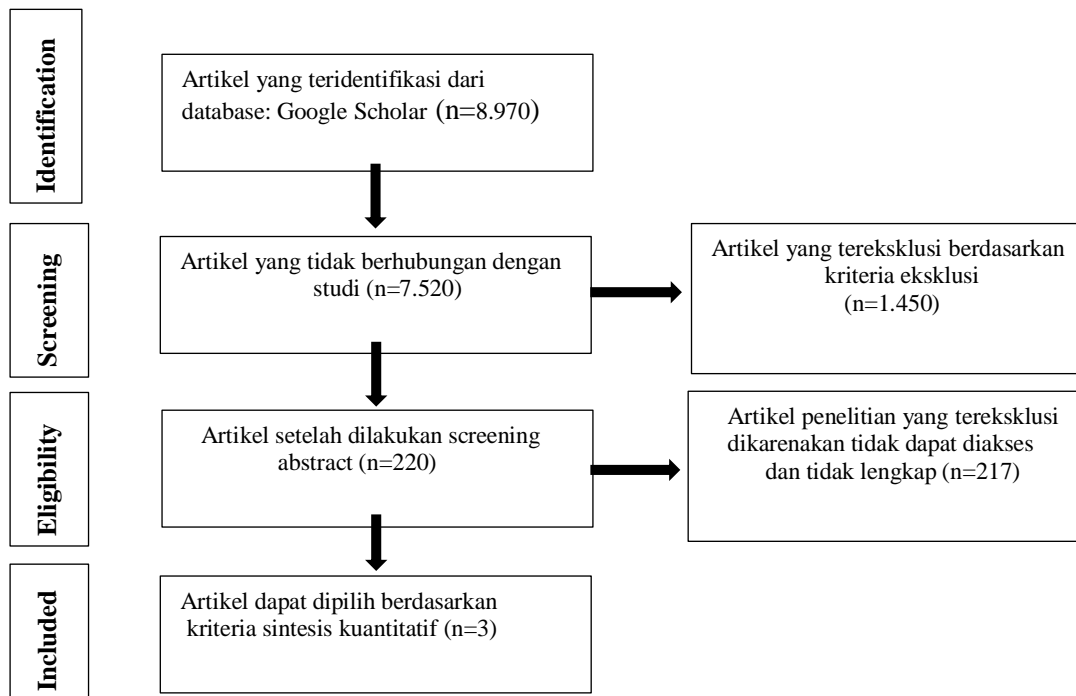 Identification
Artikel yang teridentifikasi dari
database: Google Scholar (n=8.970)
Screening
Artikel yang tidak berhubungan dengan
studi (n=7.520)
Artikel yang tereksklusi berdasarkan
kriteria eksklusi
(n=1.450)
Eligibility
Artikel setelah dilakukan screening
abstract (n=220)
Artikel penelitian yang tereksklusi
dikarenakan tidak dapat diakses
dan tidak lengkap (n=217)
Included
Artikel dapat dipilih berdasarkan
kriteria sintesis kuantitatif (n=3)